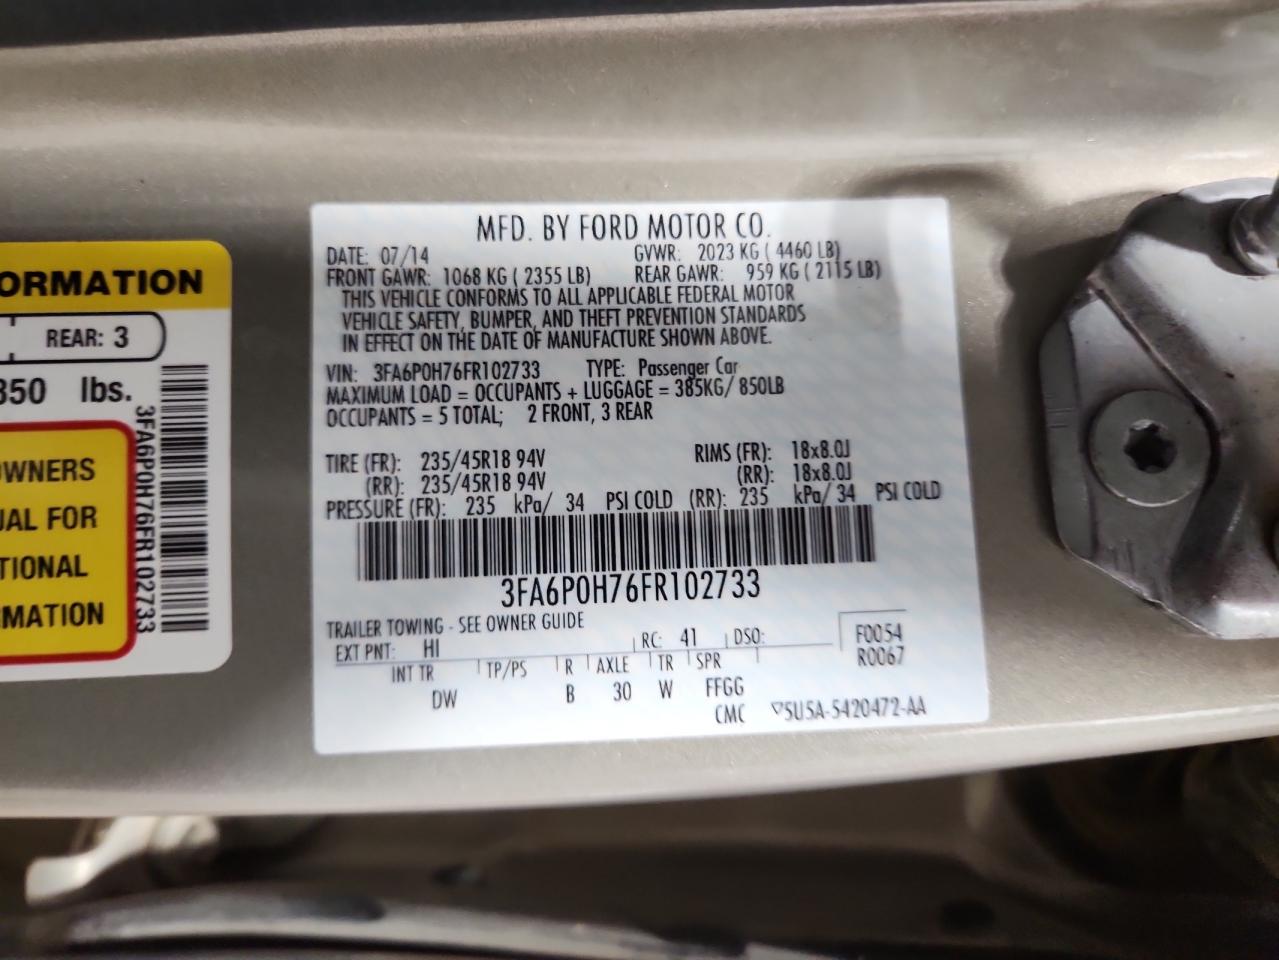 ORMATION
REAR: 3
850 lbs.
OWNERS
UAL FOR
TIONAL
MATION
3FA6P0H76FR102733
MFD. BY FORD MOTOR CO.
DATE: 07/14 GVWR: 2023 KG ( 4460 LB)
FRONT GAWR: 1068 KG ( 2355 LB) REAR GAWR: 959 KG ( 2115 LB)
THIS VEHICLE CONFORMS TO ALL APPLICABLE FEDERAL MOTOR
VEHICLE SAFETY, BUMPER, AND THEFT PREVENTION STANDARDS
IN EFFECT ON THE DATE OF MANUFACTURE SHOWN ABOVE.
VIN: 3FA6P0H76FR102733 TYPE: Passenger Car
MAXIMUM LOAD = OCCUPANTS + LUGGAGE = 385KG/ 850LB
OCCUPANTS = 5 TOTAL; 2 FRONT, 3 REAR
TIRE (FR): 235/45R18 94V RIMS (FR): 18x8.0J
(RR): 235/45R18 94V (RR): 18x8.0J
PRESSURE (FR): 235 kPa/ 34 PSI COLD (RR): 235 kPa/ 34 PSI COLD
3FA6P0H76FR102733
TRAILER TOWING - SEE OWNER GUIDE
EXT PNT: HI RC: 41 DSO: F0054
R0067
INT TR TP/PS R AXLE TR SPR
DW B 30 W FFGG
CMC ▽5U5A-5420472-AA